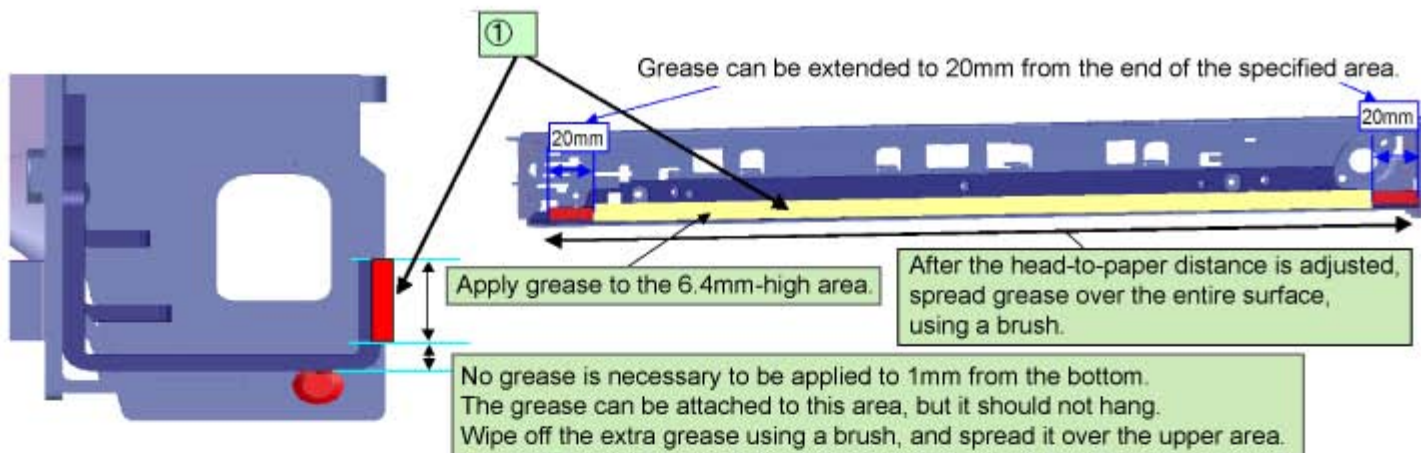 ①
Grease can be extended to 20mm from the end of the specified area.
20mm
20mm
Apply grease to the 6.4mm-high area.
After the head-to-paper distance is adjusted,
spread grease over the entire surface,
using a brush.
No grease is necessary to be applied to 1mm from the bottom.
The grease can be attached to this area, but it should not hang.
Wipe off the extra grease using a brush, and spread it over the upper area.